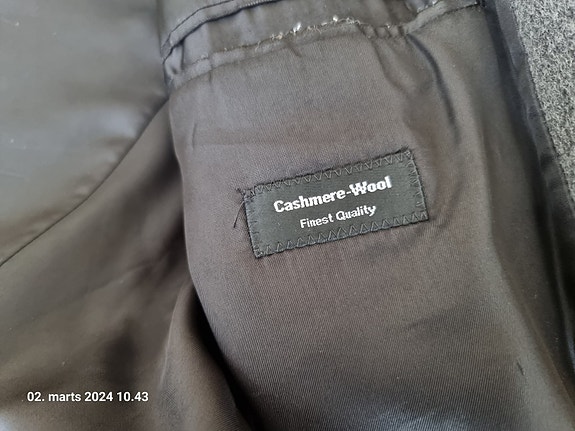 Cashmere-Wool
Finest Quality
02. marts 2024 10.43